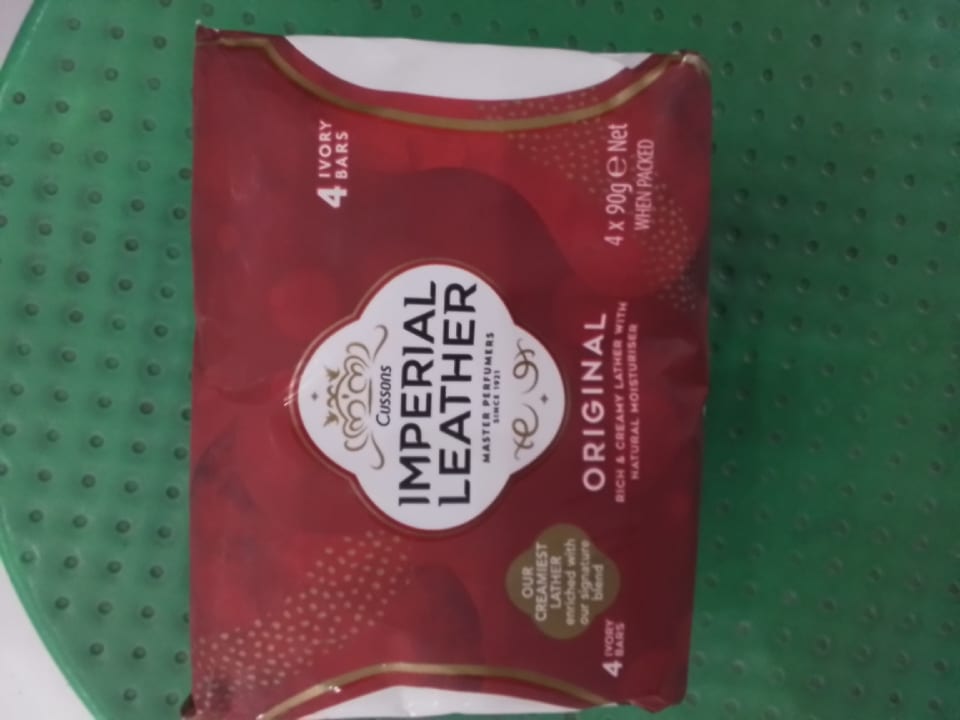 4 IVORY
BARS
Cussons
IMPERIAL
LEATHER
MASTER PERFUMERS
SINCE 1921
OUR
CREAMIEST
LATHER
enriched with
our signature
blend
4 IVORY
BARS
ORIGINAL
RICH & CREAMY LATHER WITH
NATURAL MOISTURISER
4 x 90g e Net
WHEN PACKED